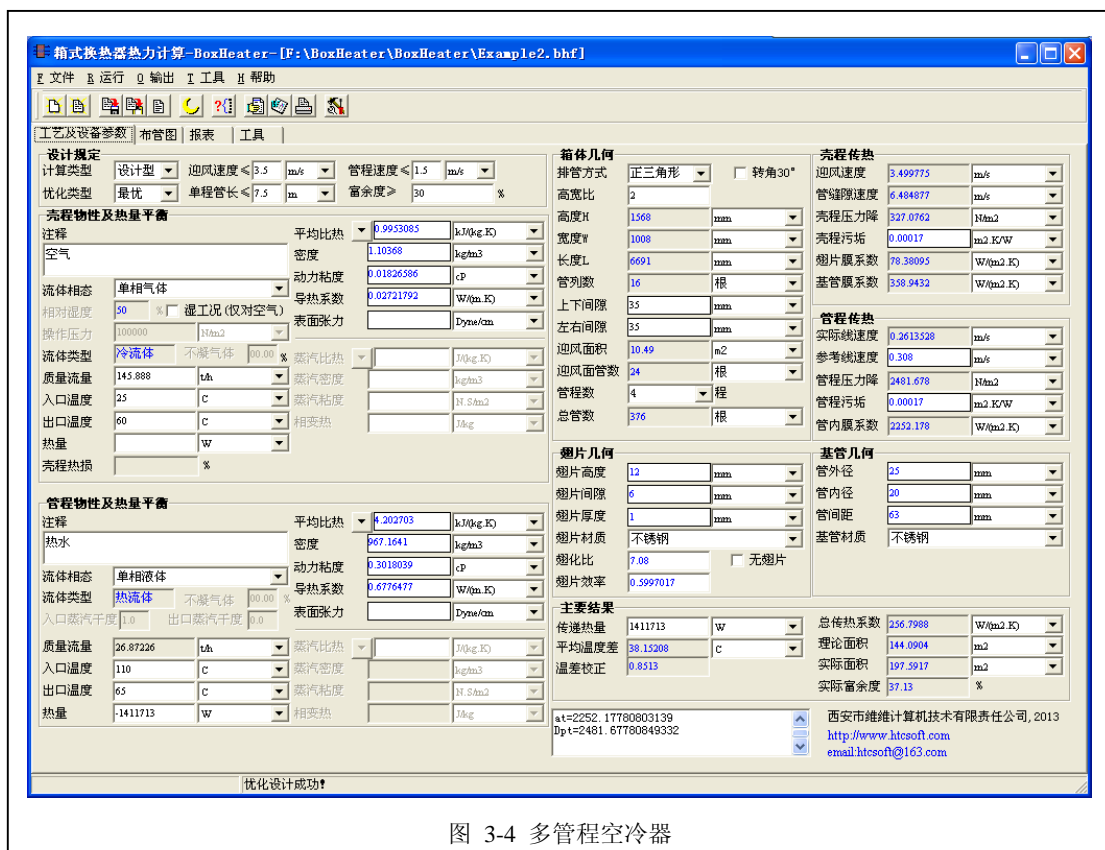 箱式换热器热力计算-BoxHeater-[F:\BoxHeater\BoxHeater\Example2.bhf]
F 文件 R 运行 O 输出 T 工具 H 帮助
工艺及设备参数 布管图 报表 工具
设计规定
计算类型 设计型 迎风速度≤ 3.5 m/s 管程速度≤ 1.5 m/s
优化类型 最优 单程管长≤ 7.5 m 富余度≥ 30 %
壳程物性及热量平衡
注释
空气
平均比热 0.9953085 kJ/(kg.K)
密度 1.10368 kg/m3
动力粘度 0.01826586 cP
导热系数 0.02721792 W/(m.K)
表面张力 Dyne/cm
流体相态 单相气体
相对湿度 50 % 湿工况(仅对空气)
操作压力 100000 N/m2
流体类型 冷流体 不凝气体 00.00 %
质量流量 145.888 t/h
入口温度 25 C
出口温度 60 C
热量 W
壳程热损 %
蒸汽比热 J/(kg.K)
蒸汽密度 kg/m3
蒸汽粘度 N.S/m2
相变热 J/kg
管程物性及热量平衡
注释
热水
平均比热 4.202703 kJ/(kg.K)
密度 967.1641 kg/m3
动力粘度 0.3018039 cP
导热系数 0.6776477 W/(m.K)
表面张力 Dyne/cm
流体相态 单相液体
流体类型 热流体 不凝气体 00.00 %
入口蒸汽干度 1.0 出口蒸汽干度 0.0
质量流量 26.87226 t/h
入口温度 110 C
出口温度 65 C
热量 -1411713 W
蒸汽比热 J/(kg.K)
蒸汽密度 kg/m3
蒸汽粘度 N.S/m2
相变热 J/kg
箱体几何
排管方式 正三角形 转角30°
高宽比 2
高度H 1568 mm
宽度W 1008 mm
长度L 6691 mm
管列数 16 根
上下间隙 35 mm
左右间隙 35 mm
迎风面积 10.49 m2
迎风面管数 24 根
管程数 4 程
总管数 376 根
壳程传热
迎风速度 3.499775 m/s
管缝隙速度 6.484877 m/s
壳程压力降 327.0762 N/m2
壳程污垢 0.00017 m2.K/W
翅片膜系数 78.38095 W/(m2.K)
基管膜系数 358.9432 W/(m2.K)
管程传热
实际线速度 0.2613528 m/s
参考线速度 0.308 m/s
管程压力降 2481.678 N/m2
管程污垢 0.00017 m2.K/W
管内膜系数 2252.178 W/(m2.K)
翅片几何
翅片高度 12 mm
翅片间隙 6 mm
翅片厚度 1 mm
翅片材质 不锈钢
翅化比 7.08 无翅片
翅片效率 0.5997017
基管几何
管外径 25 mm
管内径 20 mm
管间距 63 mm
基管材质 不锈钢
主要结果
传递热量 1411713 W
平均温度差 38.15208 C
温差校正 0.8513
总传热系数 256.7988 W/(m2.K)
理论面积 144.0904 m2
实际面积 197.5917 m2
实际富余度 37.13 %
at=2252.17780803139
Dpt=2481.67780849332
西安市维维计算机技术有限责任公司,2013
http://www.htcsoft.com
email:htcsoft@163.com
优化设计成功!
图 3-4 多管程空冷器